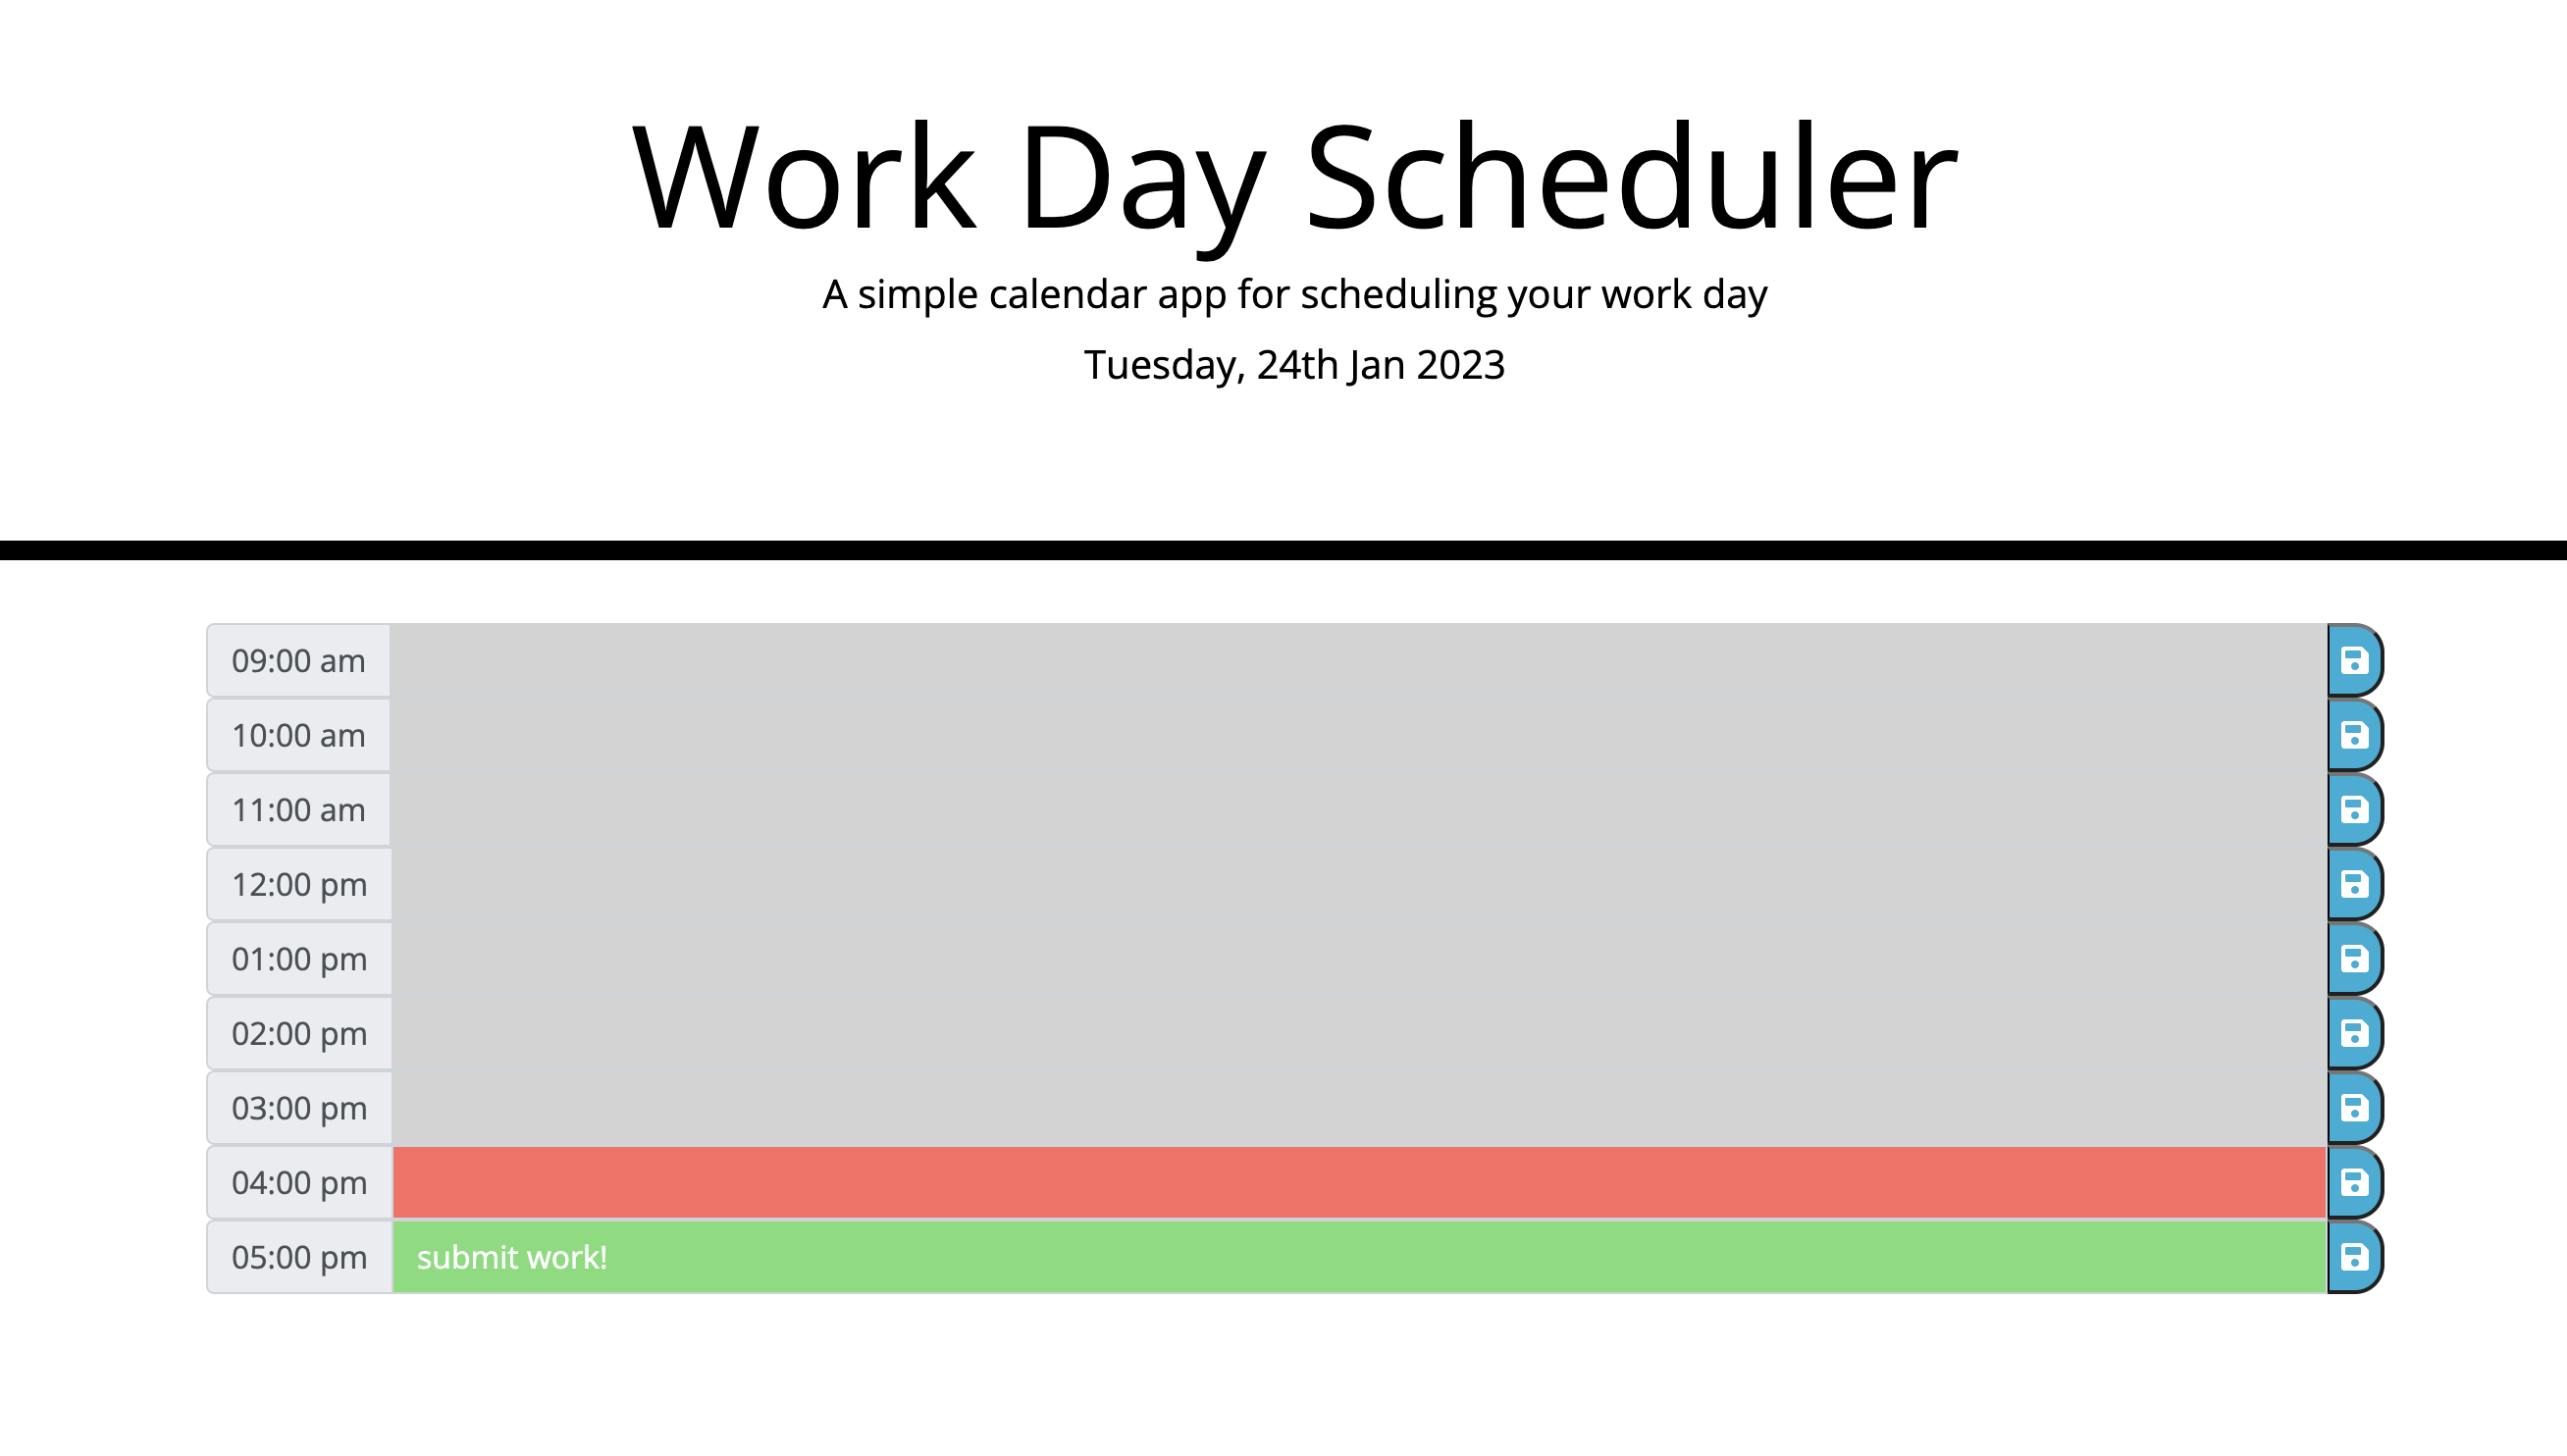 Work Day Scheduler
A simple calendar app for scheduling your work day
Tuesday, 24th Jan 2023
09:00 am
10:00 am
11:00 am
12:00 pm
01:00 pm
02:00 pm
03:00 pm
04:00 pm
05:00 pm submit work!